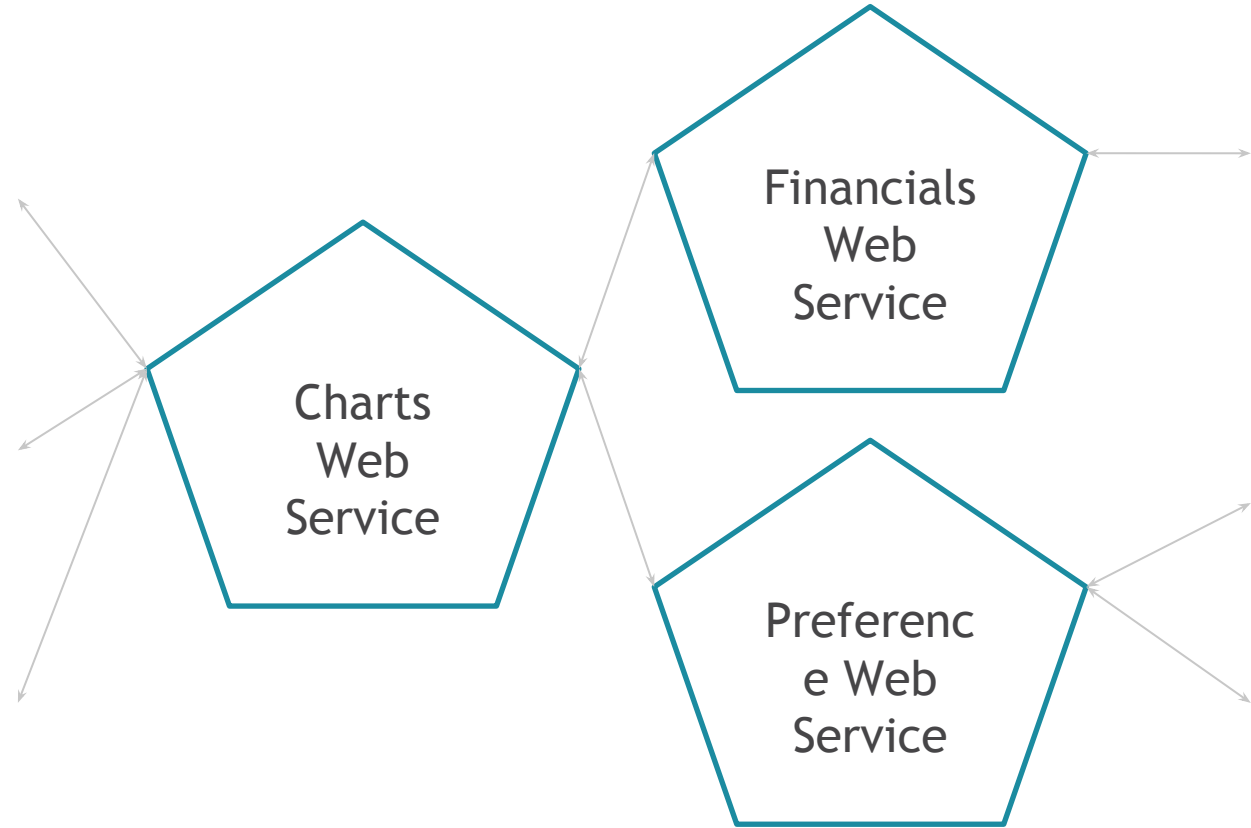 Financials
Web
Service
Charts
Web
Service
Preferenc
e Web
Service